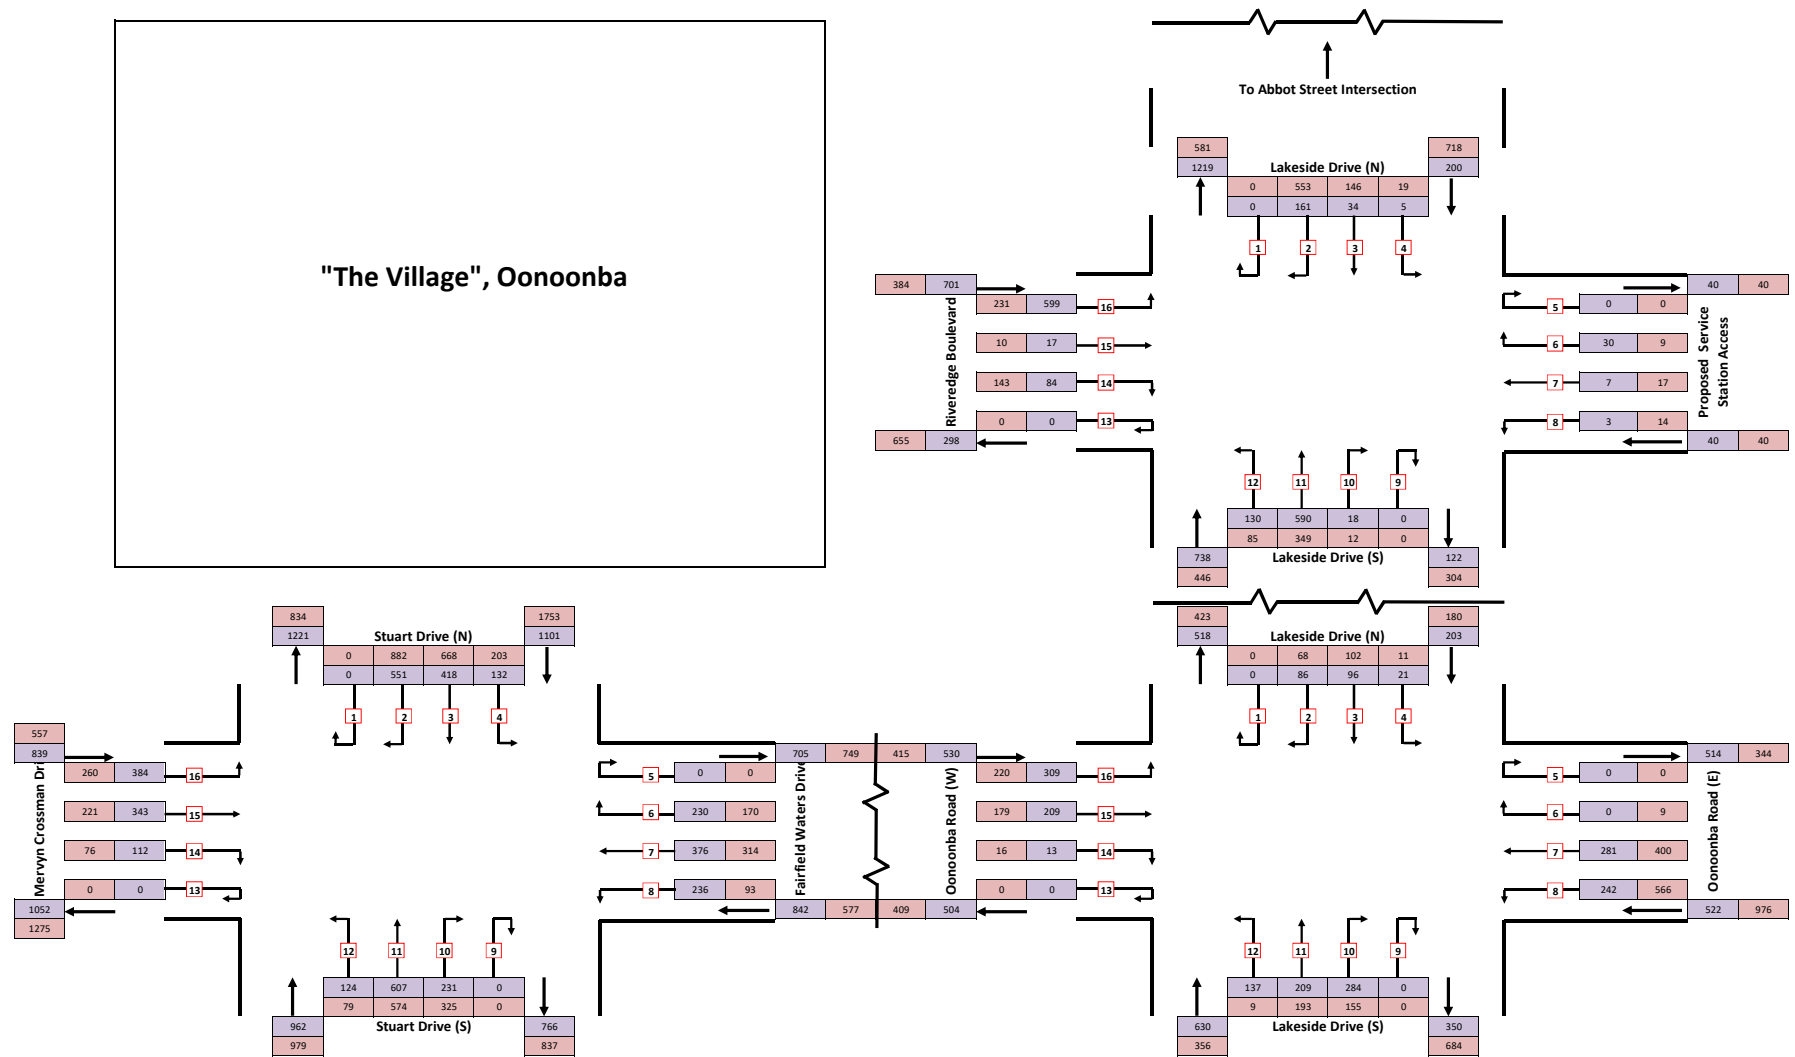 To Abbot Street Intersection
581 718
1219 Lakeside Drive (N) 200
0 553 146 19
0 161 34 5
1 2 3 4
"The Village", Oonoonba
384 701
231 599 16
10 17 15
143 84 14
0 0 13
655 298
Riveredge Boulevard
40 40
5 0 0
6 30 9
7 7 17
8 3 14
40 40
Proposed Service
Station Access
12 11 10 9
130 590 18 0
85 349 12 0
738 Lakeside Drive (S) 122
446 304
834 1753
1221 Stuart Drive (N) 1101
0 882 668 203
0 551 418 132
1 2 3 4
557
839
260 384 16
221 343 15
76 112 14
0 0 13
1052
1275
Mervyn Crossman Dri
705 749 415 530
5 0 0
6 230 170
7 376 314
8 236 93
842 577 409 504
Fairfield Waters Drive
Oonoonba Road (W)
220 309 16
179 209 15
16 13 14
0 0 13
12 11 10 9
124 607 231 0
79 574 325 0
962 Stuart Drive (S) 766
979 837
423 180
518 Lakeside Drive (N) 203
0 68 102 11
0 86 96 21
1 2 3 4
514 344
5 0 0
6 0 9
7 281 400
8 242 566
522 976
Oonoonba Road (E)
12 11 10 9
137 209 284 0
9 193 155 0
630 Lakeside Drive (S) 350
356 684